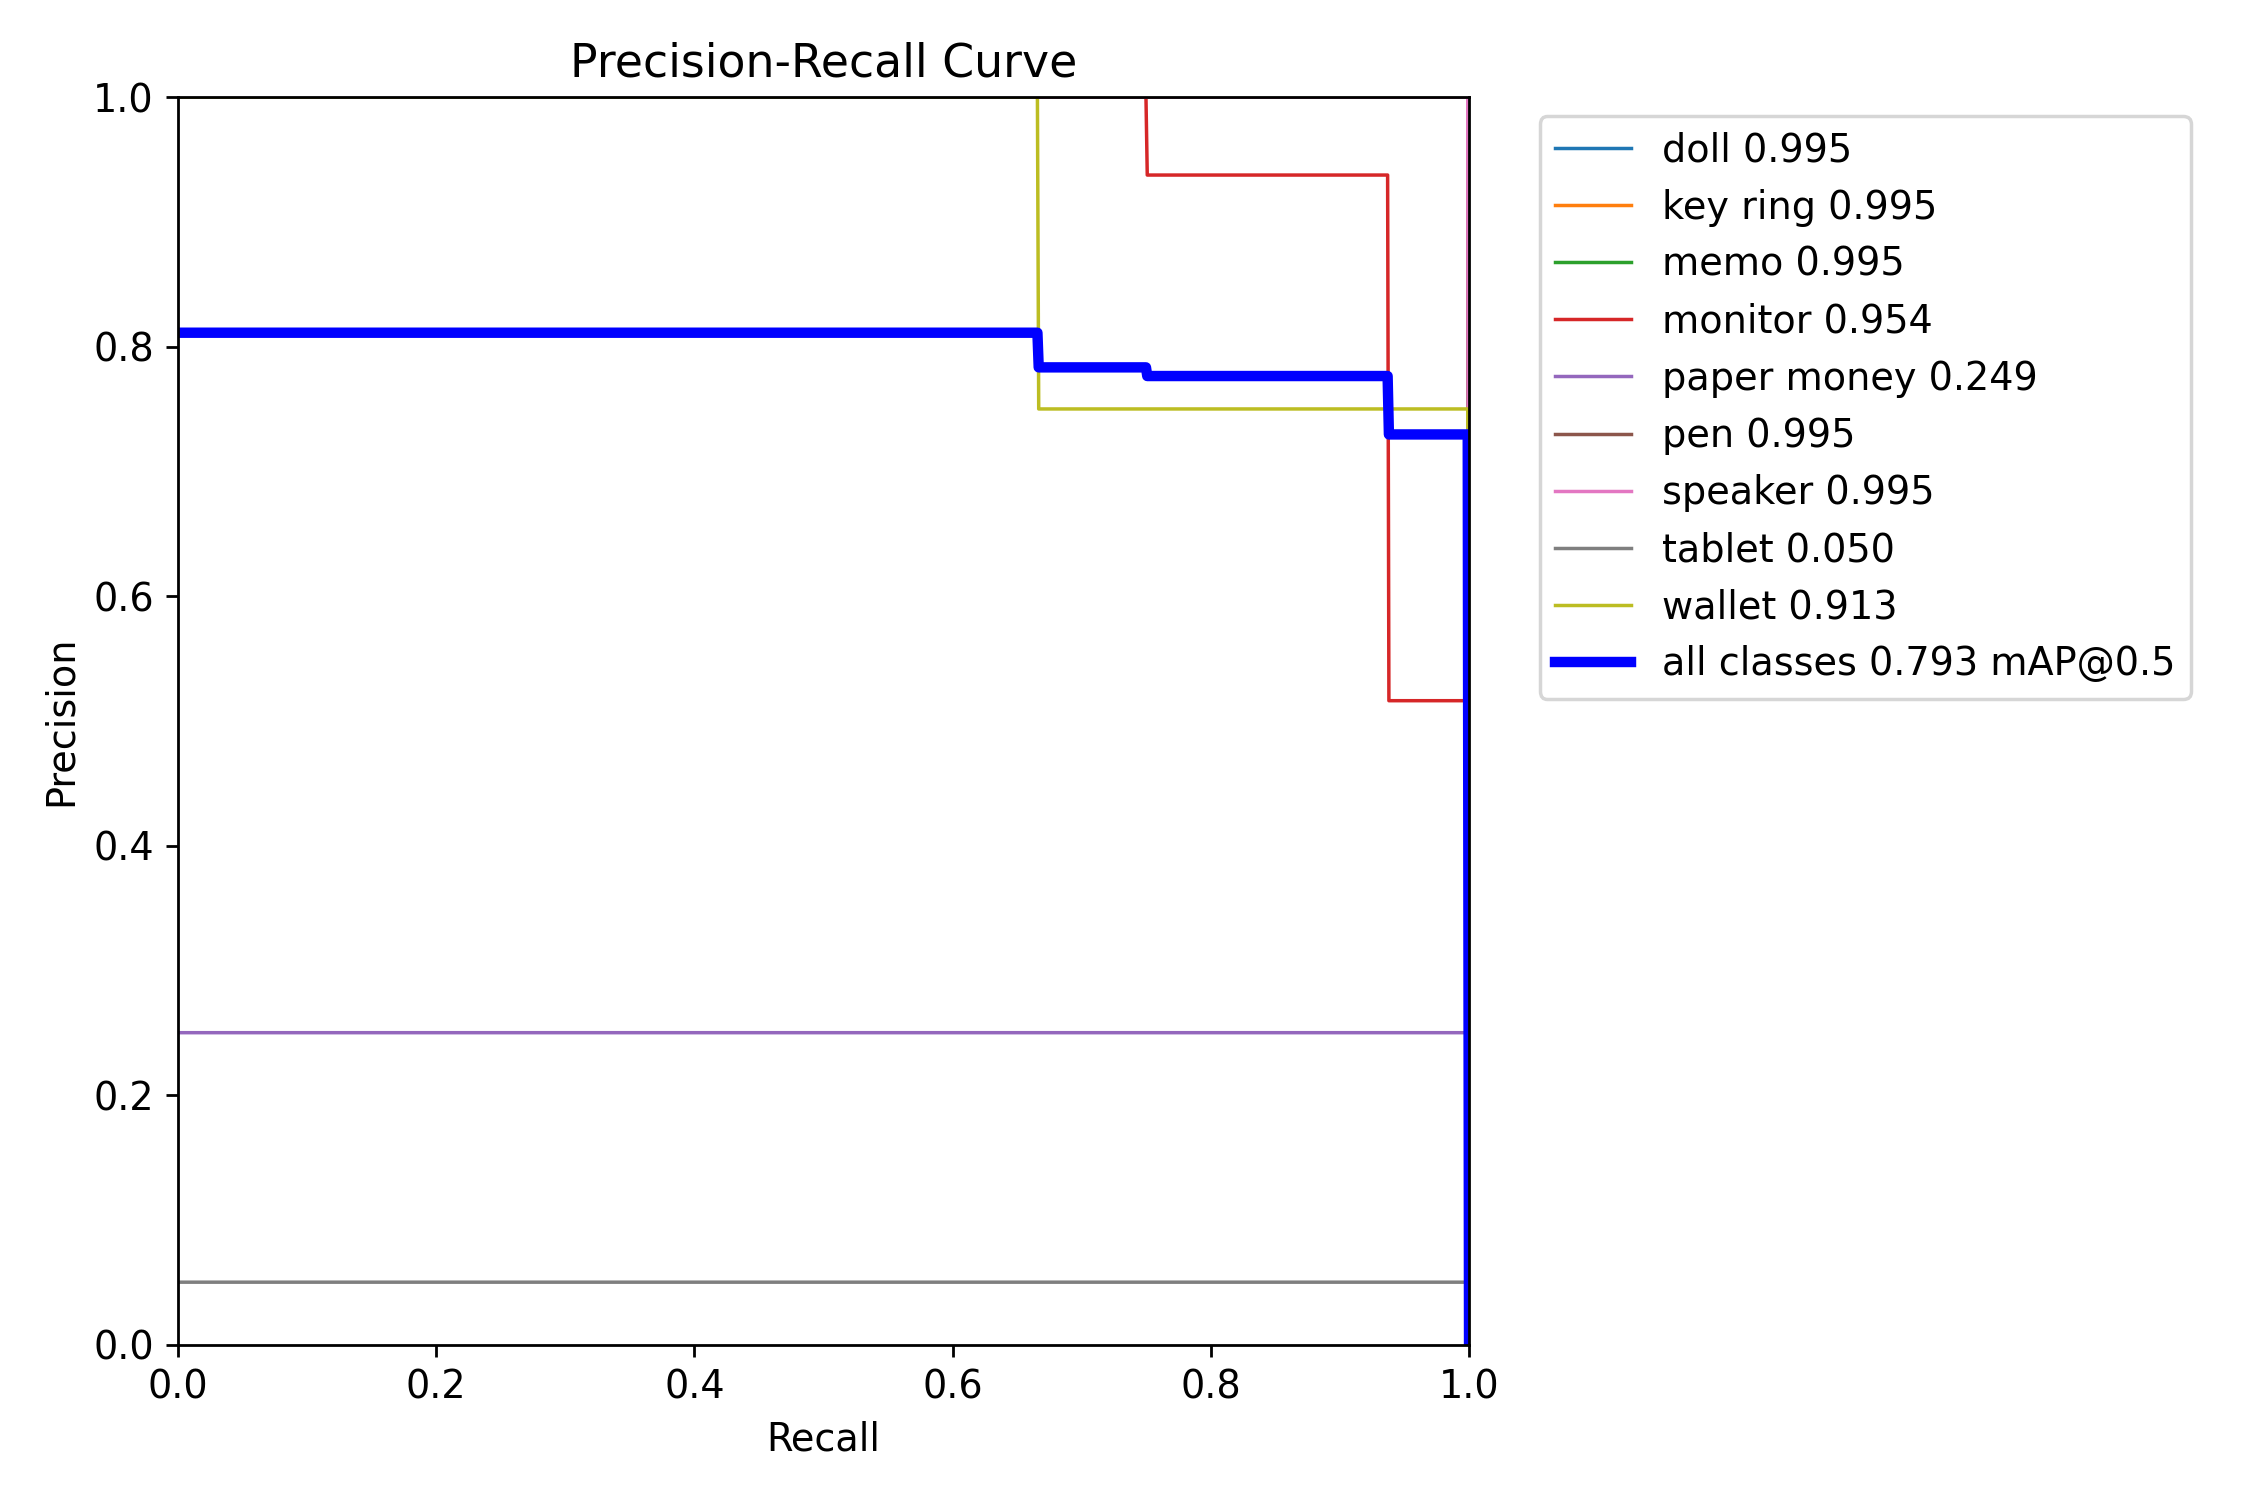 Precision-Recall Curve
1.0
0.8
0.6
0.4
0.2
0.0
Precision
0.0 0.2 0.4 0.6 0.8 1.0
Recall
doll 0.995
key ring 0.995
memo 0.995
monitor 0.954
paper money 0.249
pen 0.995
speaker 0.995
tablet 0.050
wallet 0.913
all classes 0.793 mAP@0.5